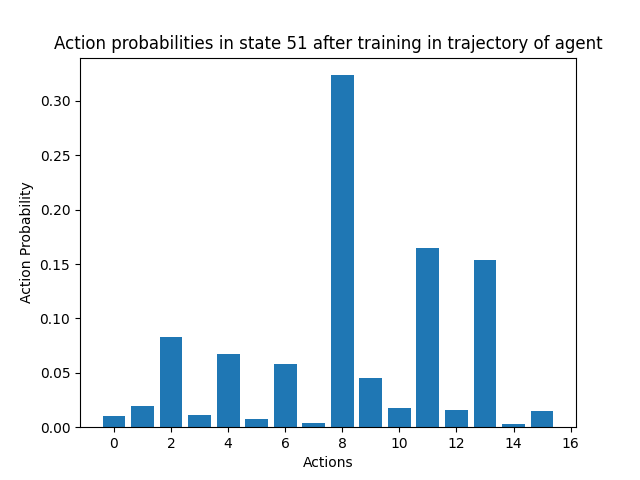 Action probabilities in state 51 after training in trajectory of agent
0.30
0.25
0.20
0.15
0.10
0.05
0.00
Action Probability
0 2 4 6 8 10 12 14 16
Actions